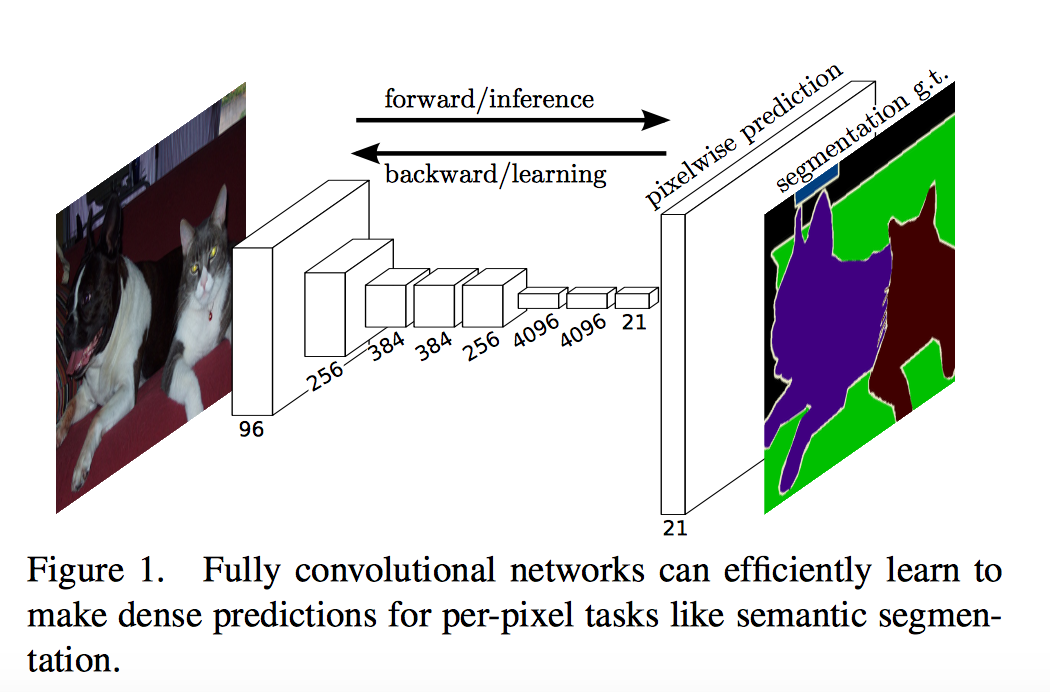 forward/inference
backward/learning
pixelwise prediction
segmentation g.t.
96
256
384
384
256
4096
4096
21
21
Figure 1. Fully convolutional networks can efficiently learn to
make dense predictions for per-pixel tasks like semantic segmen-
tation.